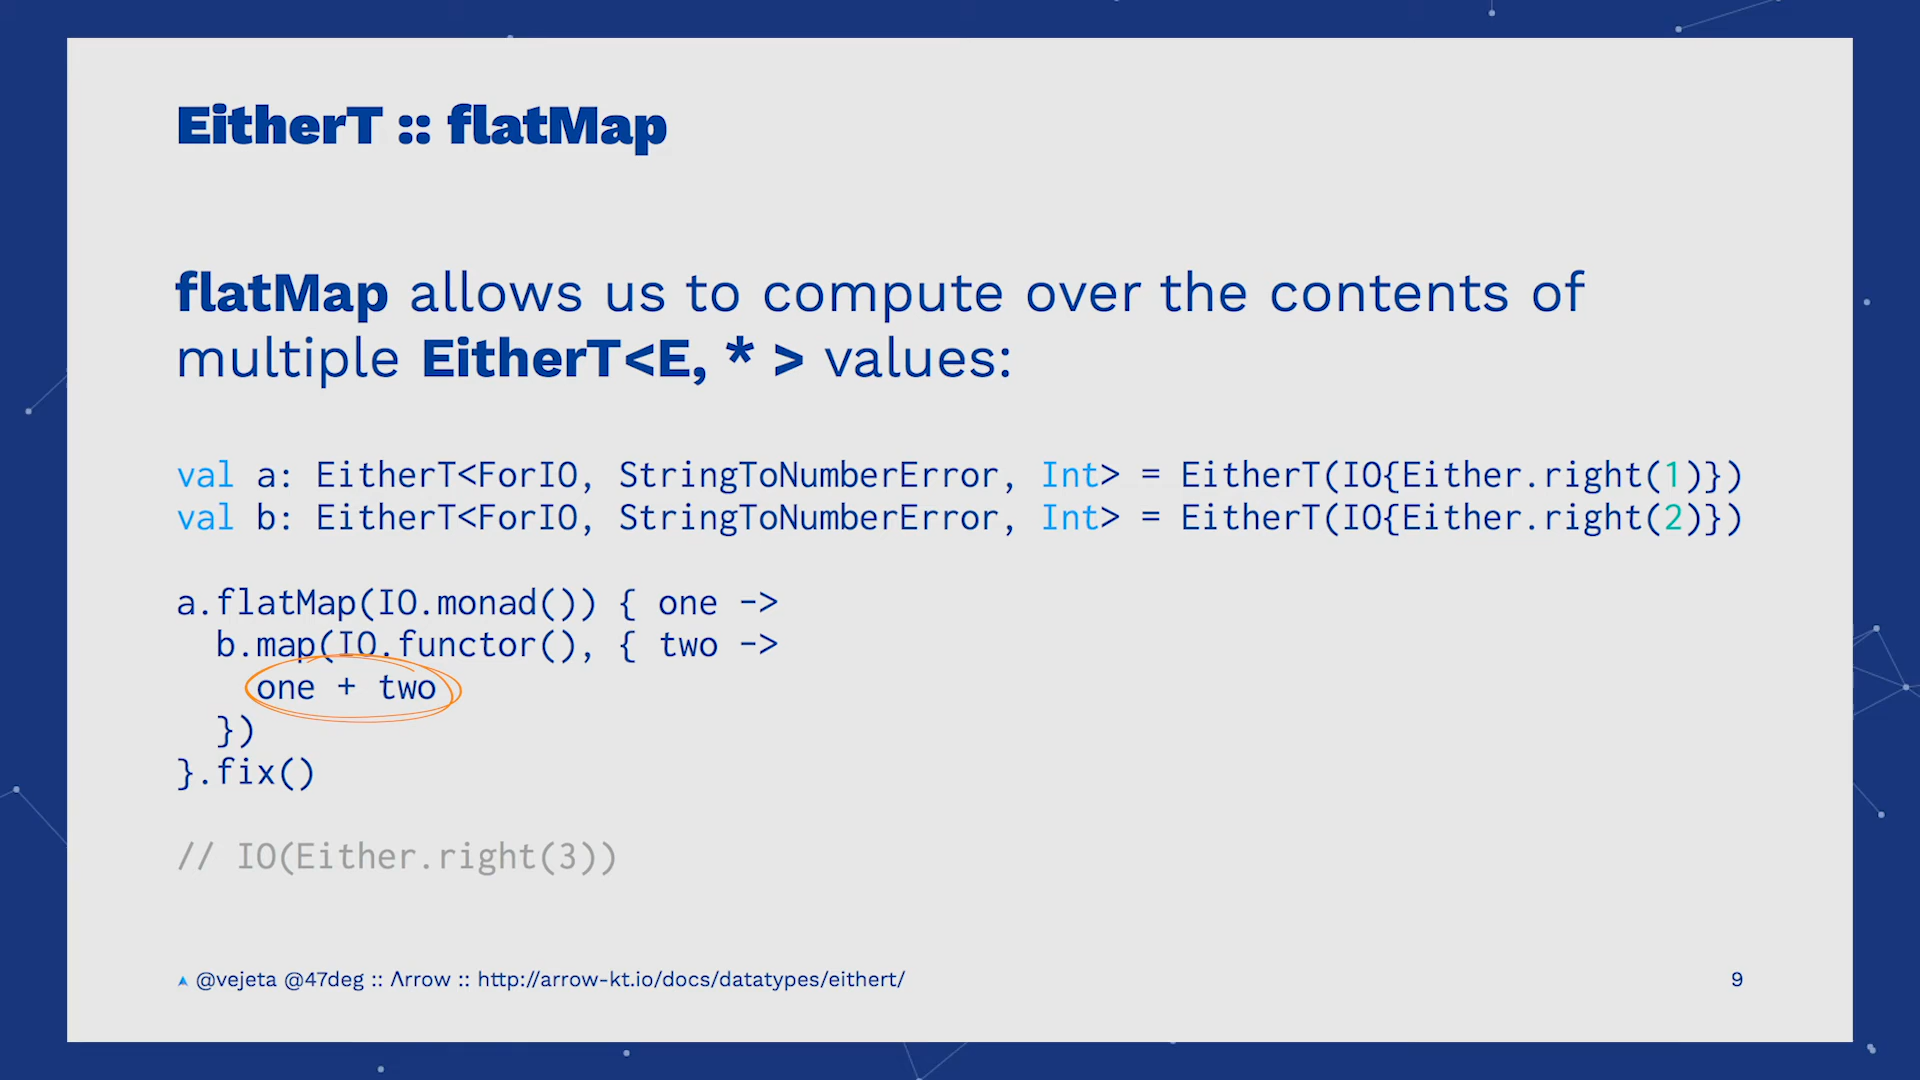 EitherT :: flatMap
flatMap allows us to compute over the contents of
multiple EitherT<E, * > values:
val a: EitherT<ForIO, StringToNumberError, Int> = EitherT(IO{Either.right(1)})
val b: EitherT<ForIO, StringToNumberError, Int> = EitherT(IO{Either.right(2)})
a.flatMap(IO.monad()) { one ->
  b.map(IO.functor(), { two ->
    one + two
  })
}.fix()
// IO(Either.right(3))
@vejeta @47deg :: Λrrow :: http://arrow-kt.io/docs/datatypes/eithert/
9